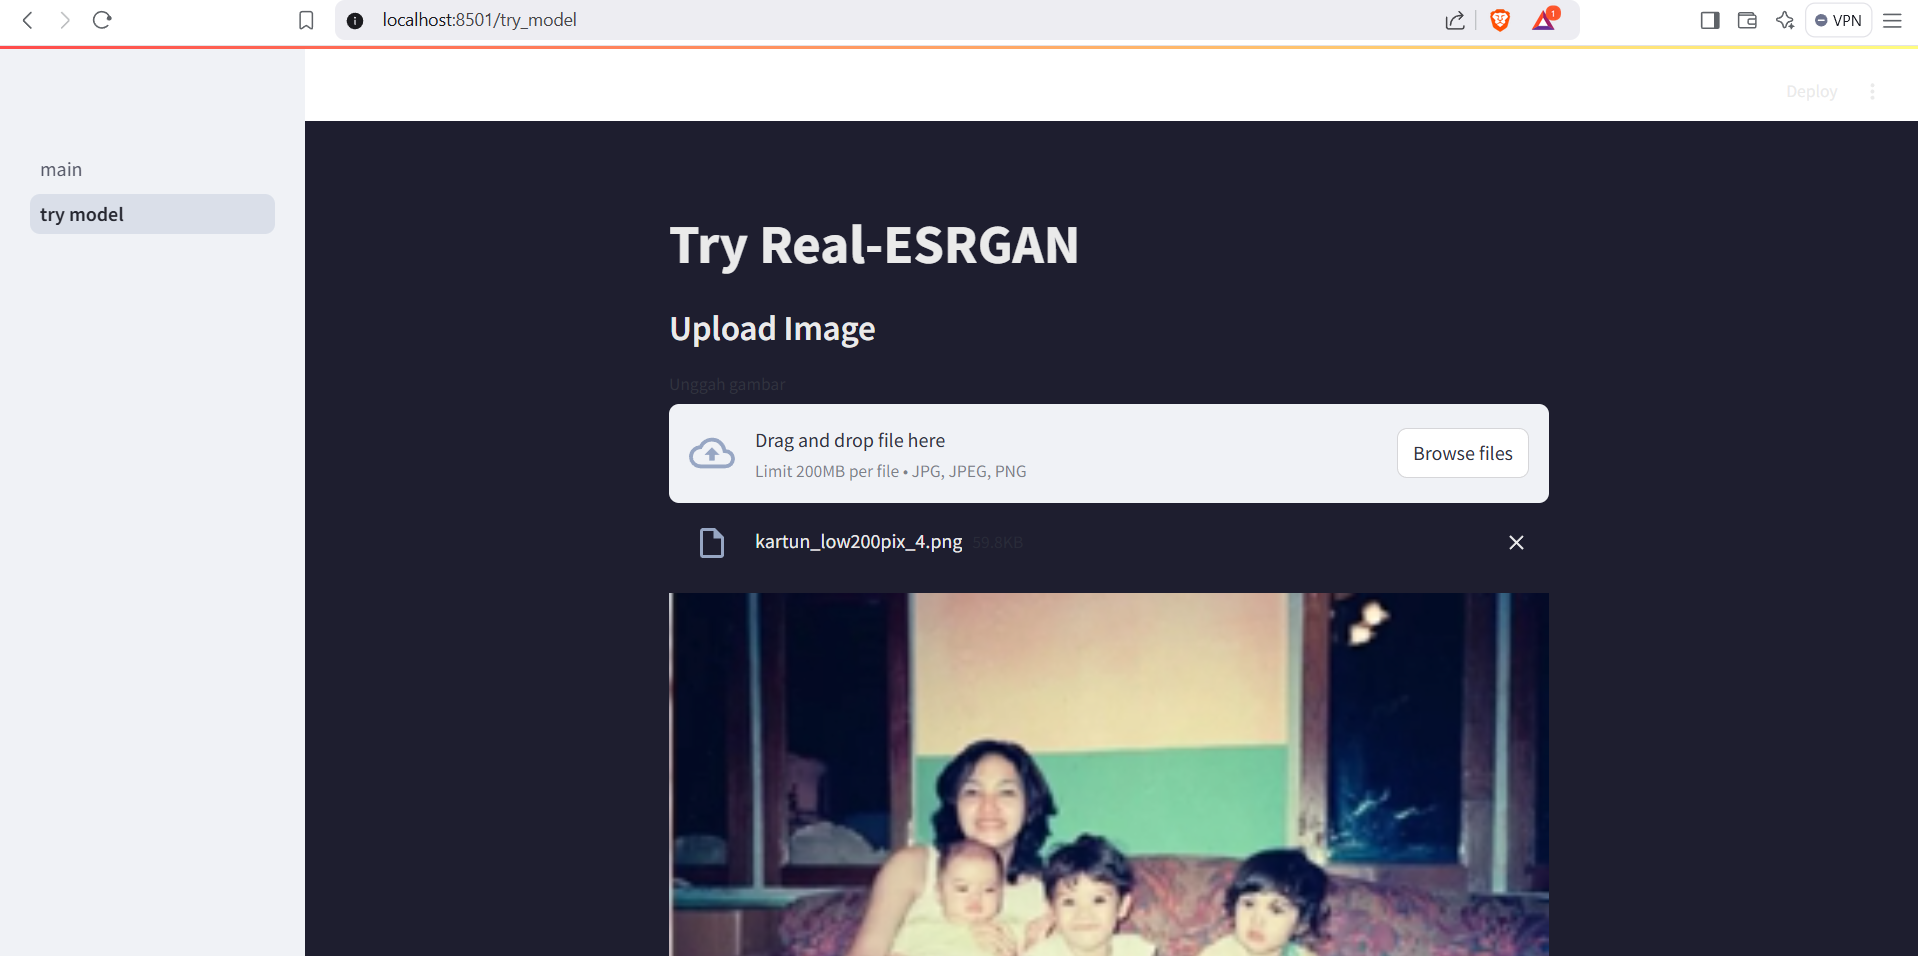 localhost:8501/try_model
1
VPN
Deploy
main
try model
Try Real-ESRGAN
Upload Image
Unggah gambar
Drag and drop file here
Limit 200MB per file • JPG, JPEG, PNG
Browse files
kartun_low200pix_4.png 59.8KB